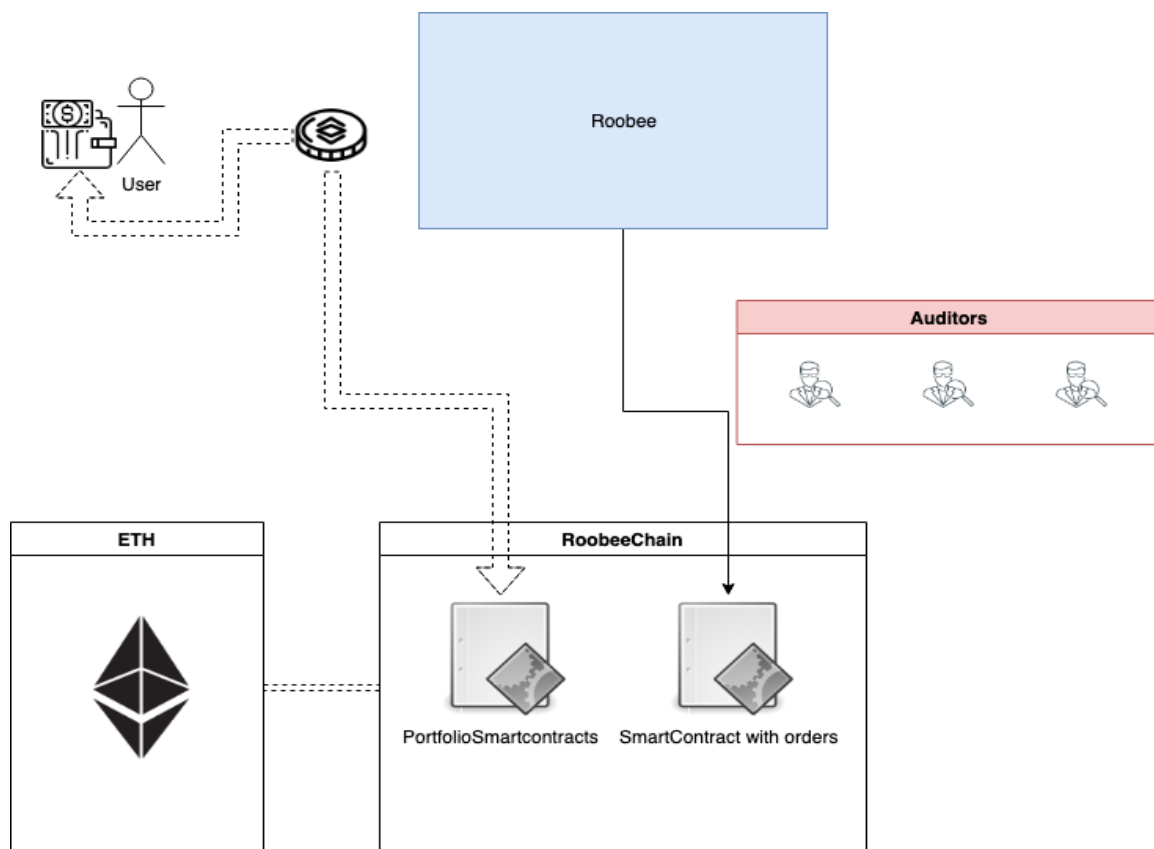 Roobee
User
Auditors
ETH
RoobeeChain
PortfolioSmartcontracts
SmartContract with orders